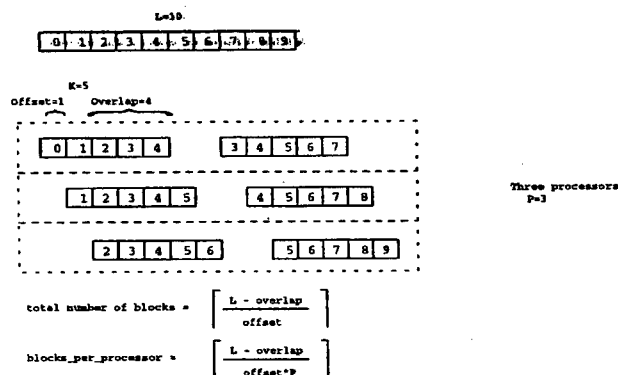 L=10
0 1 2 3 4 5 6 7 8 9
K=5
Offset=1 Overlap=4
0 1 2 3 4 3 4 5 6 7
1 2 3 4 5 4 5 6 7 8
Three processors
P=3
2 3 4 5 6 5 6 7 8 9
total number of blocks = L - overlap
offset
blocks_per_processor = L - overlap
offset*P